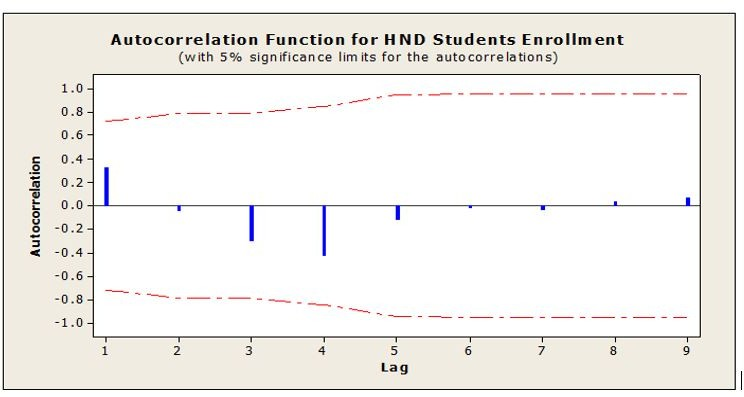 Autocorrelation Function for HND Students Enrollment
(with 5% significance limits for the autocorrelations)
1.0
0.8
0.6
0.4
0.2
0.0
-0.2
-0.4
-0.6
-0.8
-1.0
Autocorrelation
1 2 3 4 5 6 7 8 9
Lag